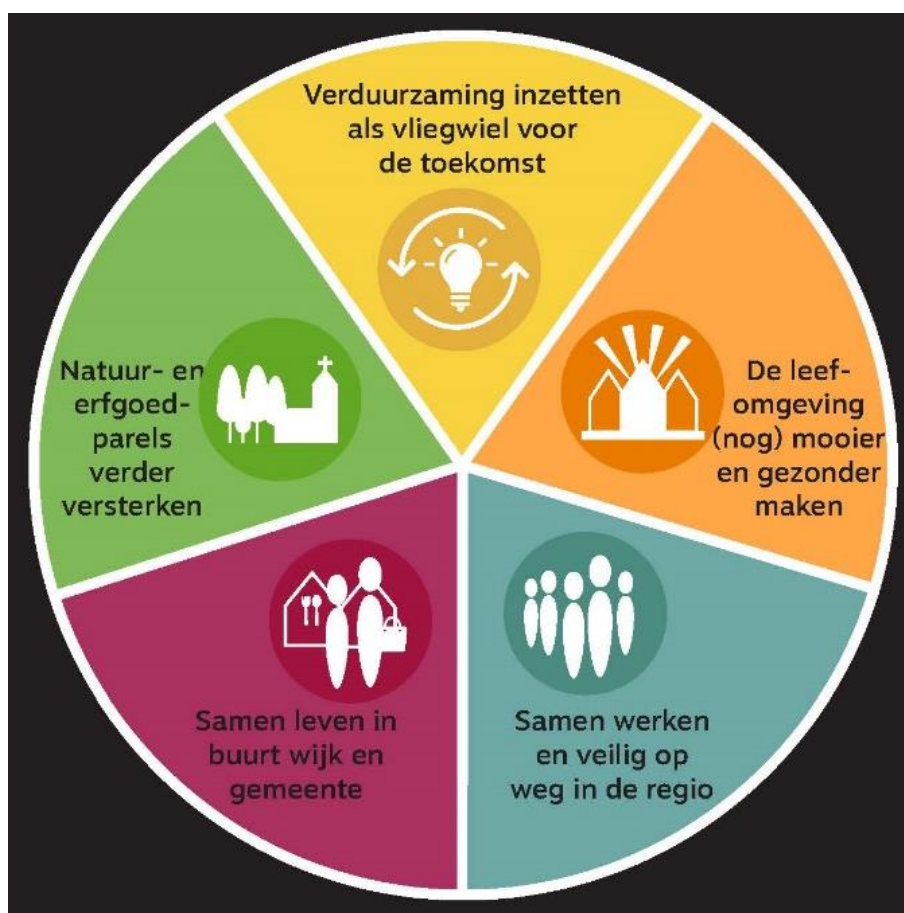 Verduurzaming inzetten
als vliegwiel voor
de toekomst
De leef-
omgeving
(nog) mooier
en gezonder
maken
Samen werken
en veilig op
weg in de regio
Samen leven in
buurt wijk en
gemeente
Natuur- en
erfgoed-
parels
verder
versterken